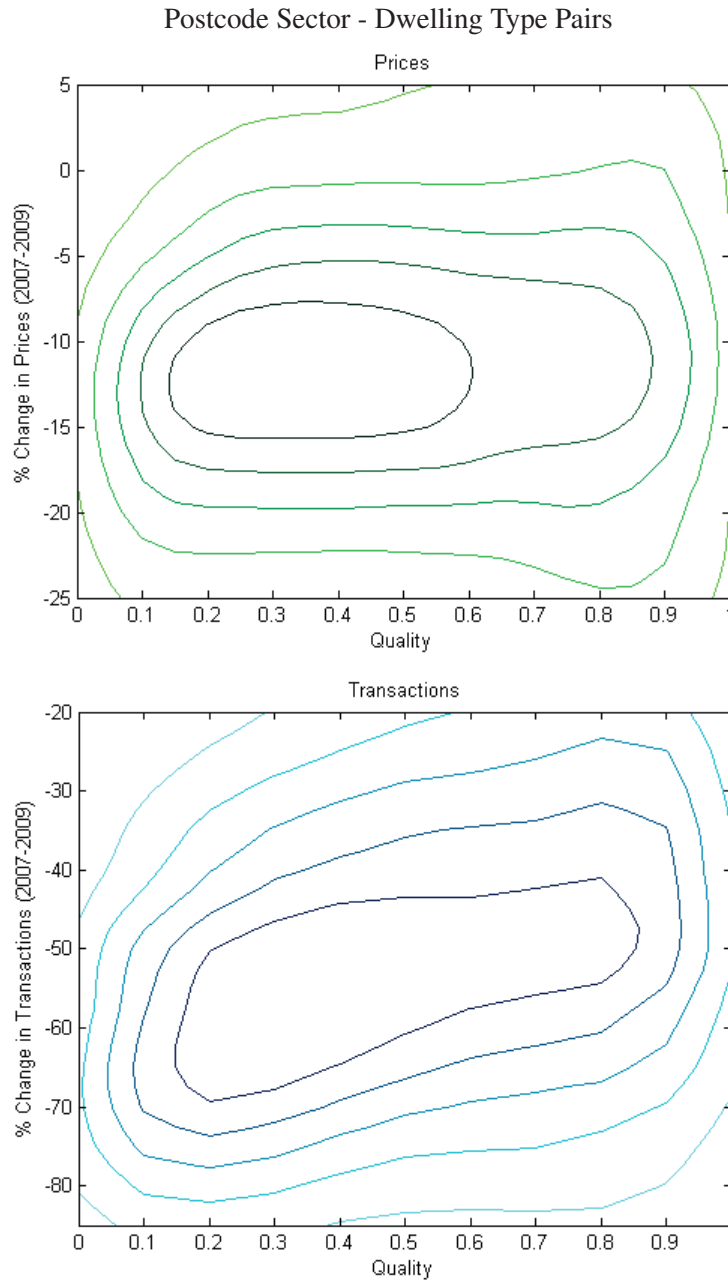 Postcode Sector - Dwelling Type Pairs
Prices
% Change in Prices (2007-2009)
5
0
-5
-10
-15
-20
-25
0 0.1 0.2 0.3 0.4 0.5 0.6 0.7 0.8 0.9
Quality
Transactions
% Change in Transactions (2007-2009)
-20
-30
-40
-50
-60
-70
-80
0 0.1 0.2 0.3 0.4 0.5 0.6 0.7 0.8 0.9
Quality